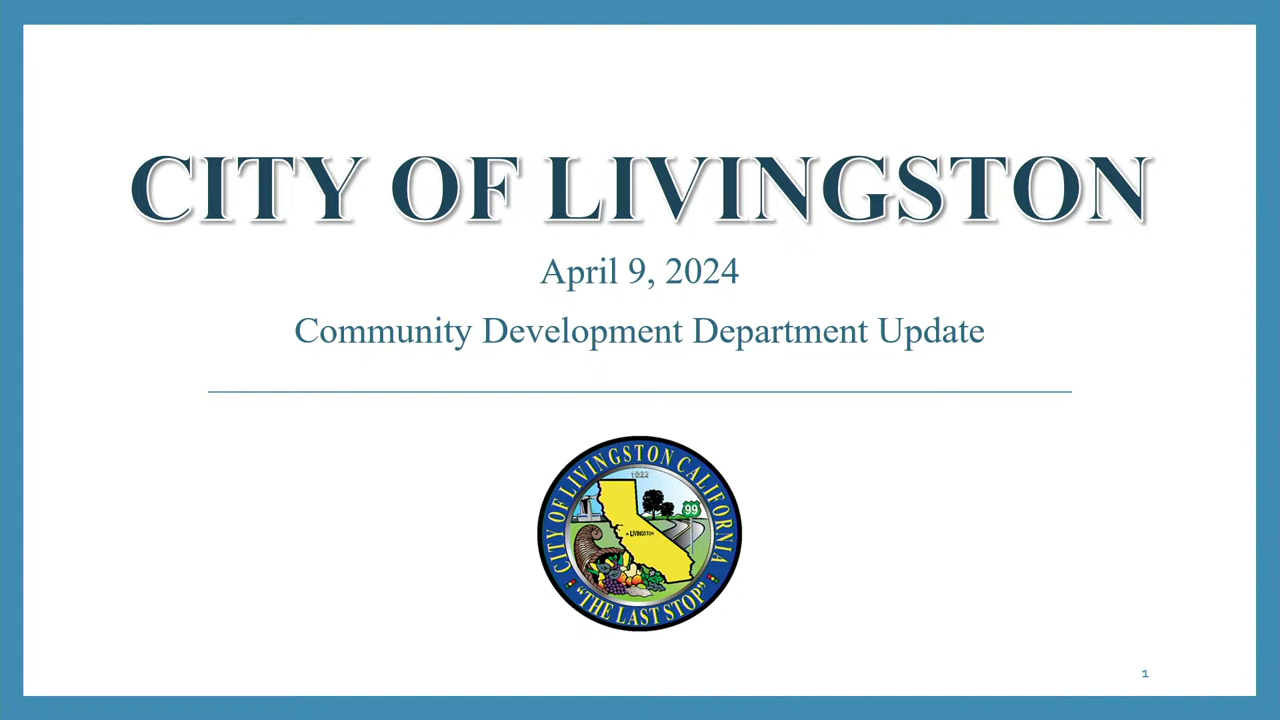 CITY OF LIVINGSTON
April 9, 2024
Community Development Department Update
CITY OF LIVINGSTON CALIFORNIA
1922
99
LIVINGSTON
"THE LAST STOP"
1